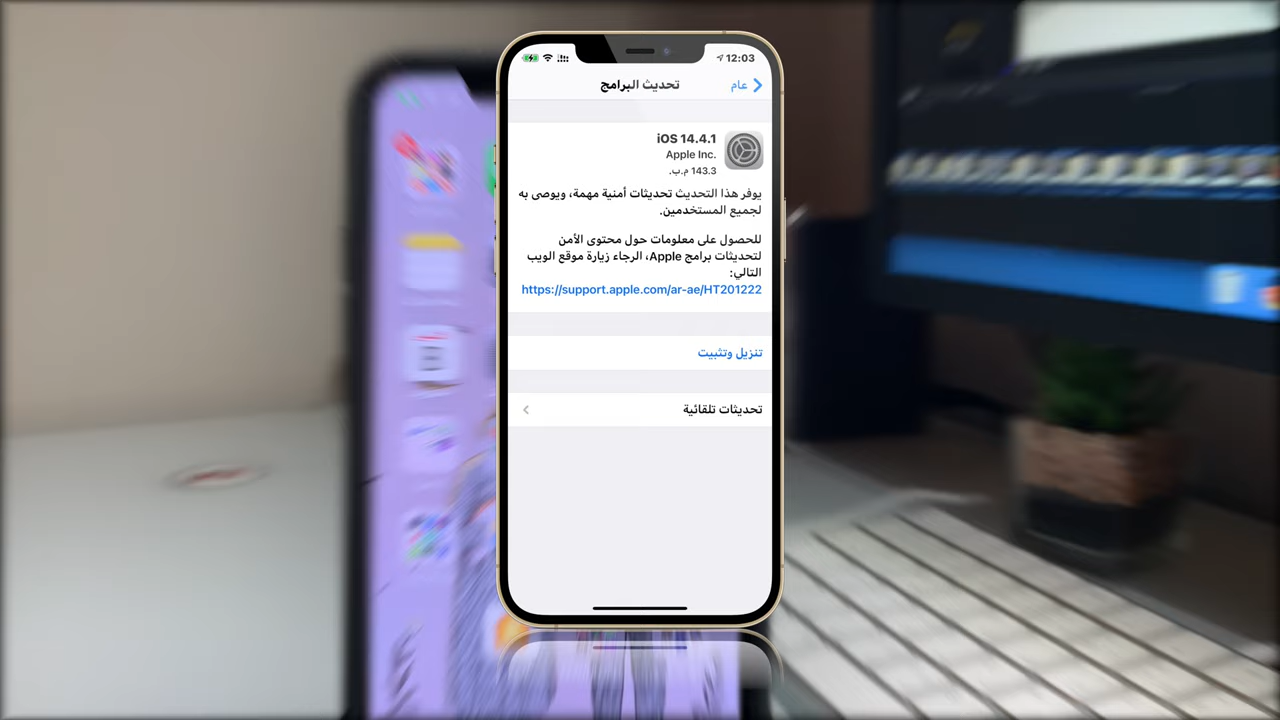 12:03
عام
تحديث البرامج
iOS 14.4.1
Apple Inc.
143.3 م.ب.
يوفر هذا التحديث تحديثات أمنية مهمة، ويوصى به
لجميع المستخدمين.
للحصول على معلومات حول محتوى الأمن
لتحديثات برامج Apple، الرجاء زيارة موقع الويب
التالي:
https://support.apple.com/ar-ae/HT201222
تنزيل وتثبيت
تحديثات تلقائية